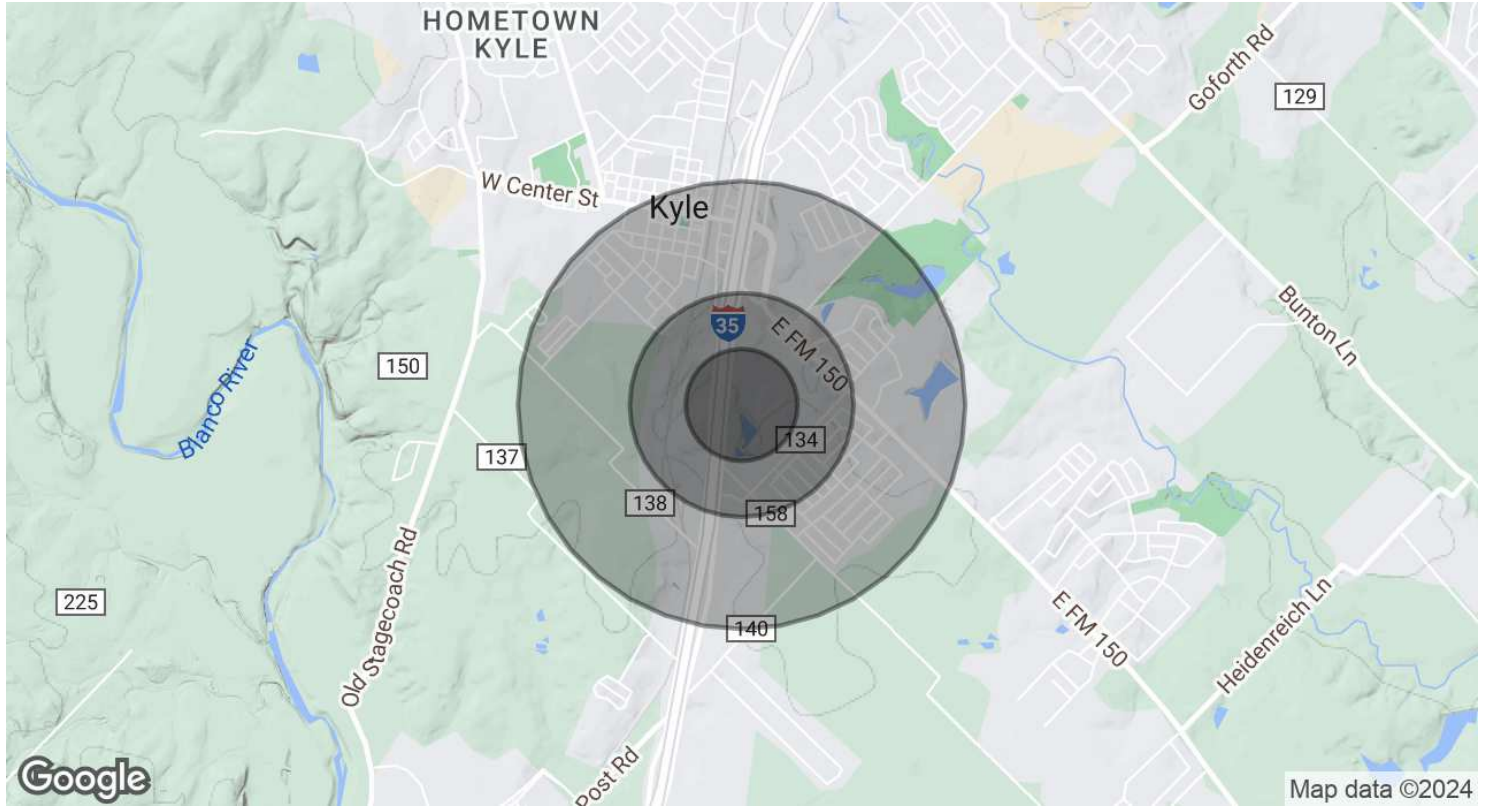 HOMETOWN
KYLE
Goforth Rd
129
W Center St
Kyle
Bunton Ln
35
E FM 150
150
Blanco River
134
137
138
158
225
Old Stagecoach Rd
140
E FM 150
Heidenreich Ln
Post Rd
Google
Map data ©2024